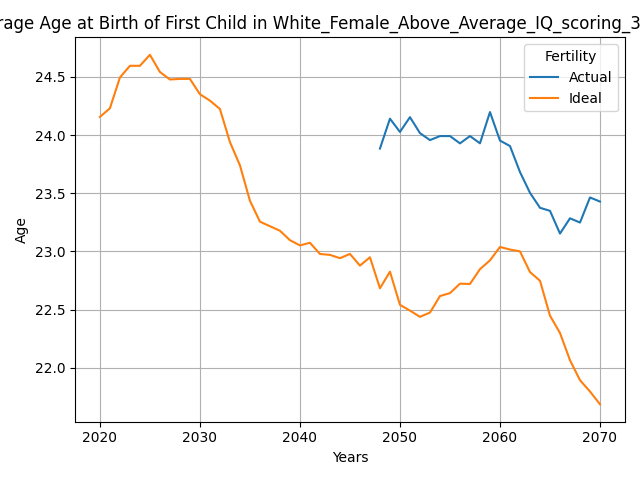 rage Age at Birth of First Child in White_Female_Above_Average_IQ_scoring_3
Fertility
Actual
Ideal
24.5
24.0
23.5
23.0
22.5
22.0
Age
2020 2030 2040 2050 2060 2070
Years